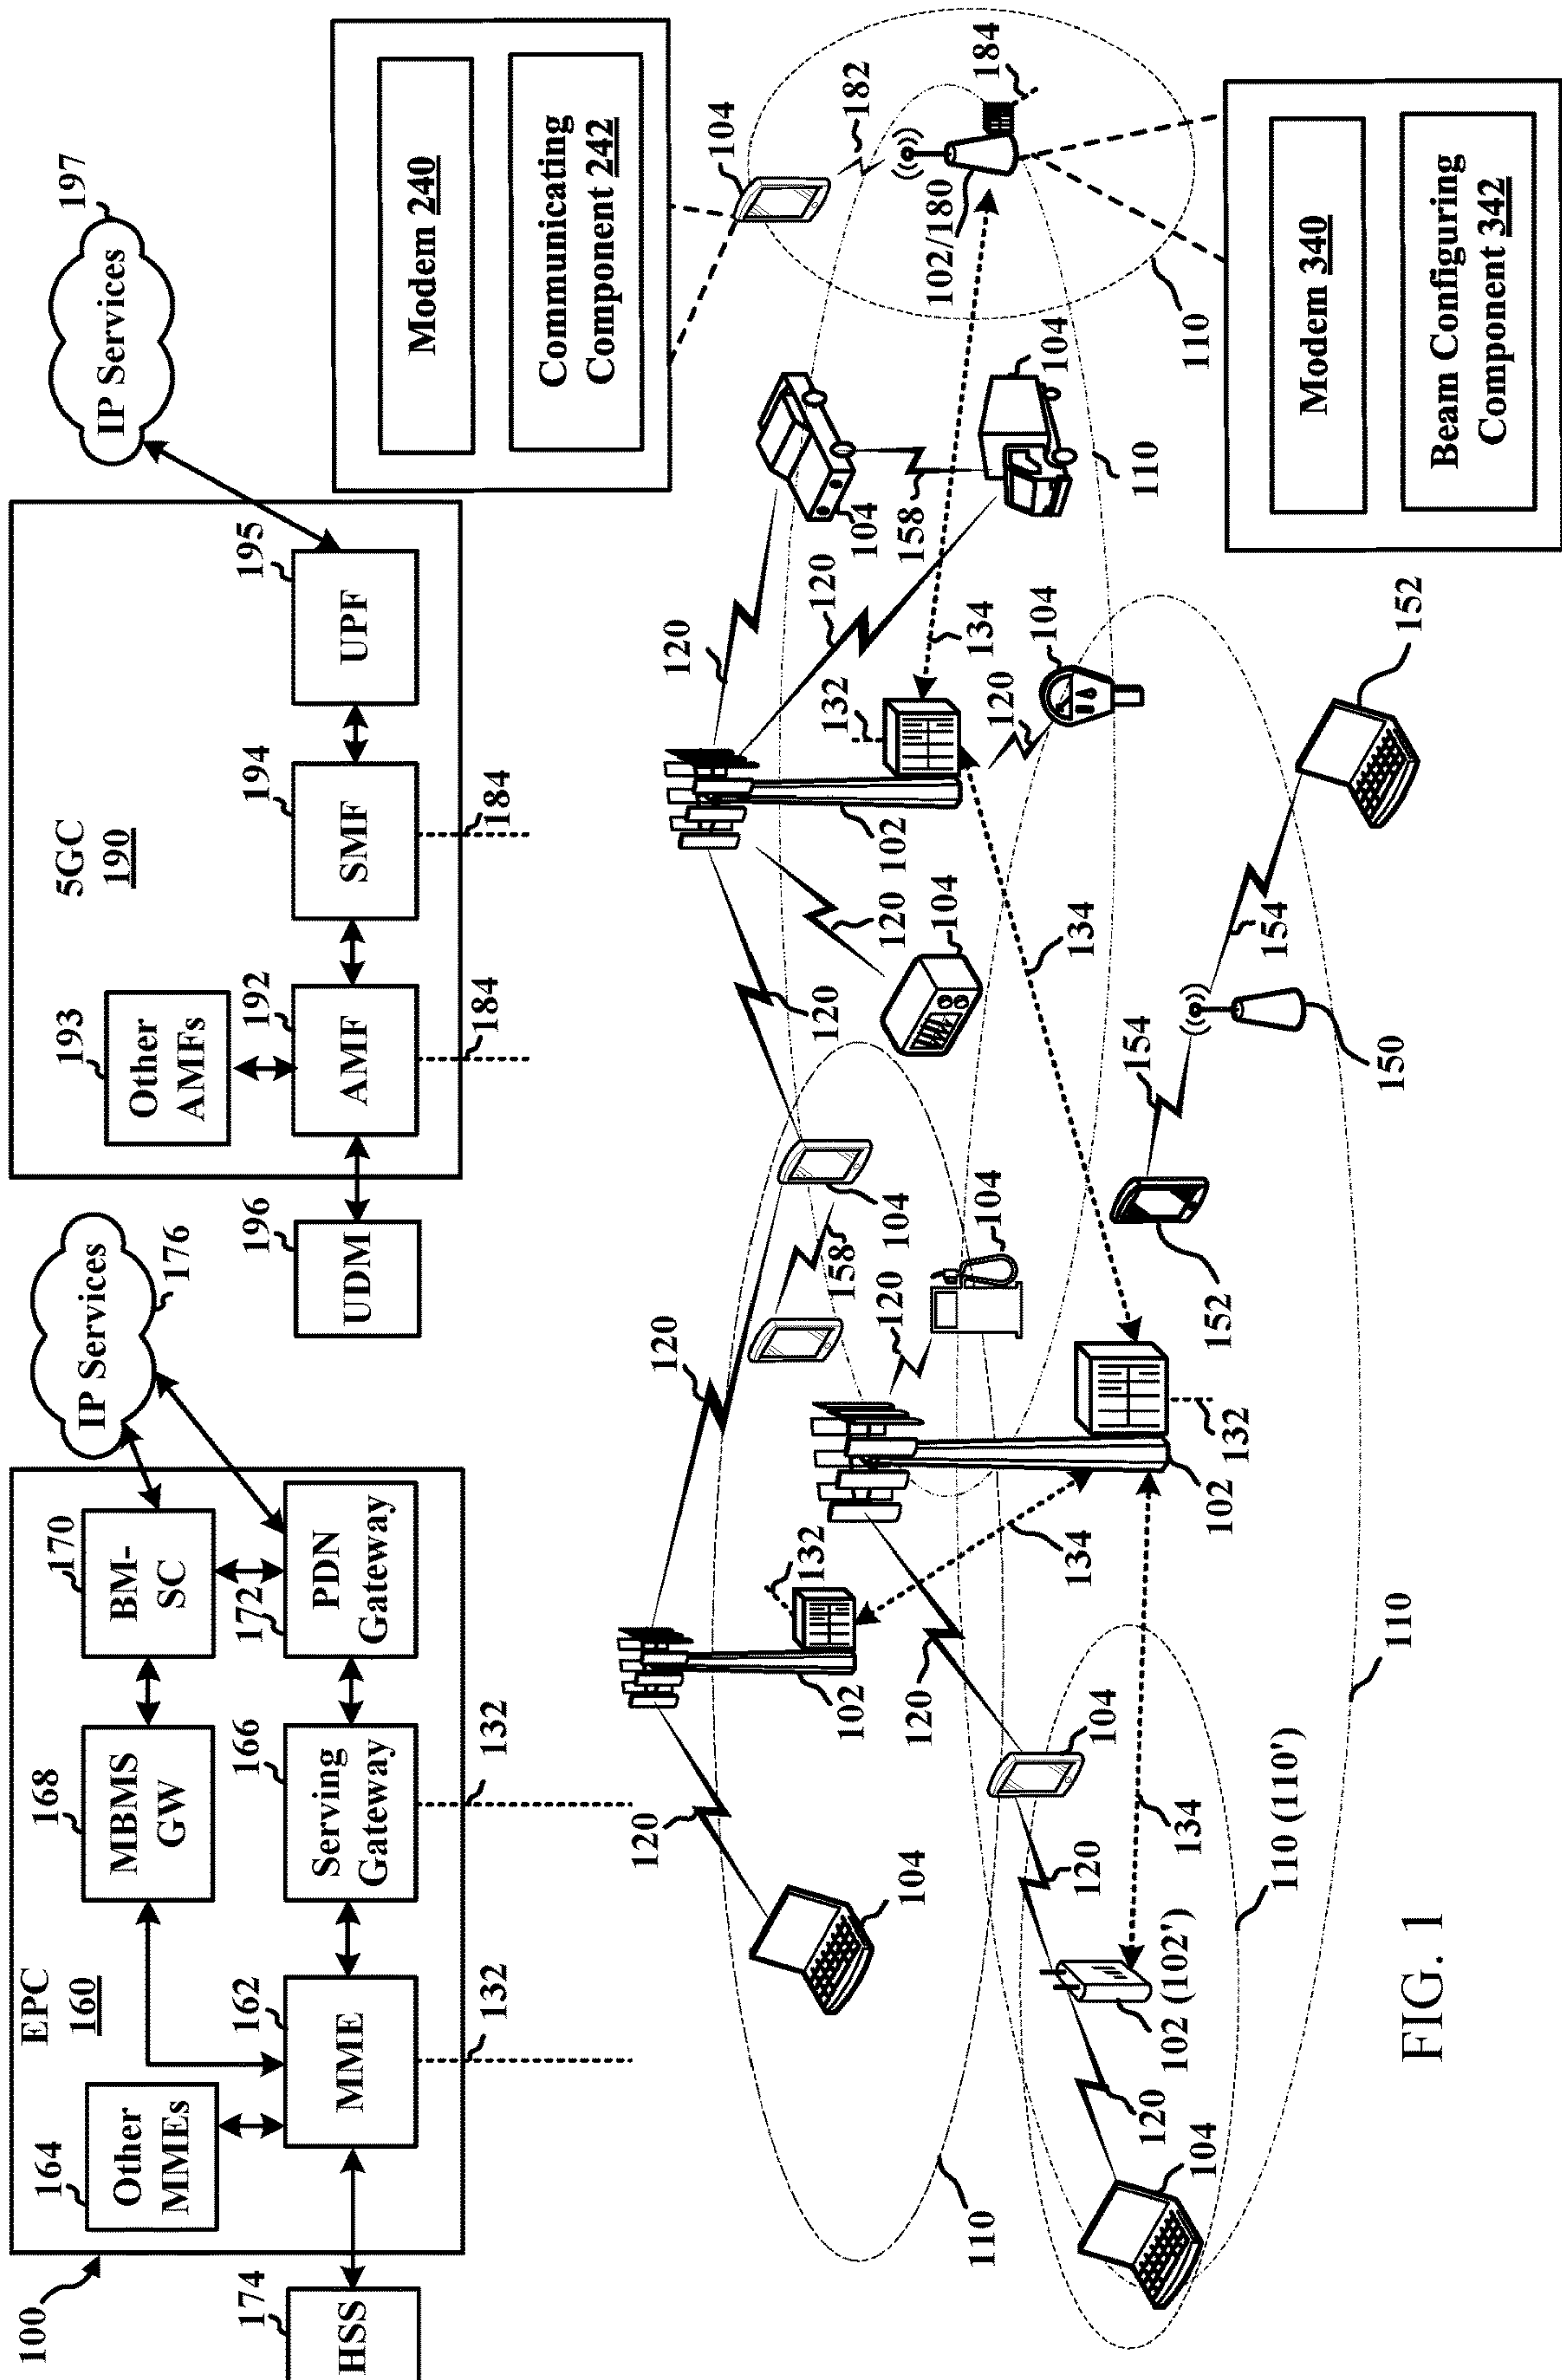 100
EPC
160
174
HSS
164
Other
MMEs
162
MME
132
168
MBMS
GW
166
Serving
Gateway
132
170
BM-
SC
172
PDN
Gateway
IP Services
176
5GC
190
196
UDM
193
Other
AMFs
192
AMF
184
194
SMF
184
195
UPF
IP Services
197
Modem 240
Communicating
Component 242
104
182
184
102/180
110
Modem 340
Beam Configuring
Component 342
120
104
158
104
110
120
134
132
120
104
102
120
104
120
134
120
104
158
120
104
132
102
134
120
104
120
132
102
134
120
104
110
120
104
102 (102')
120
104
110 (110')
110
152
154
150
154
152
FIG. 1